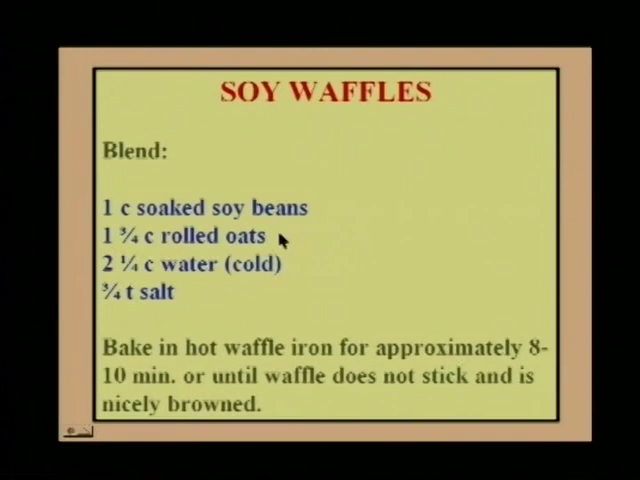 SOY WAFFLES
Blend:
1 c soaked soy beans
1 ¾ c rolled oats
2 ¼ c water (cold)
¾ t salt
Bake in hot waffle iron for approximately 8-
10 min. or until waffle does not stick and is
nicely browned.